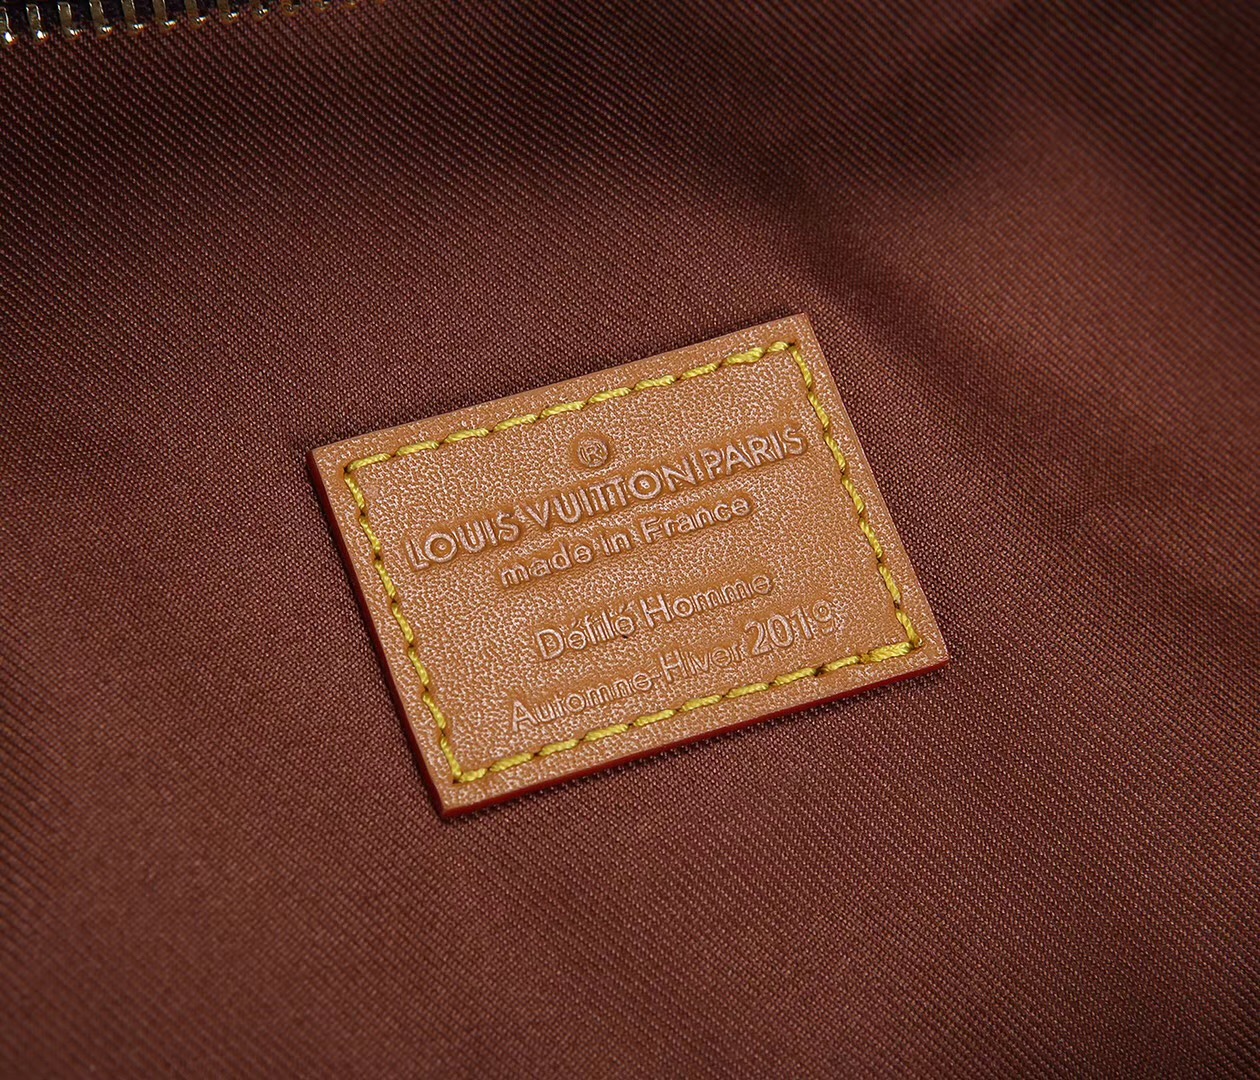 ®
LOUIS VUITTON PARIS
made in France
Défilé Homme
Automne-Hiver 2019